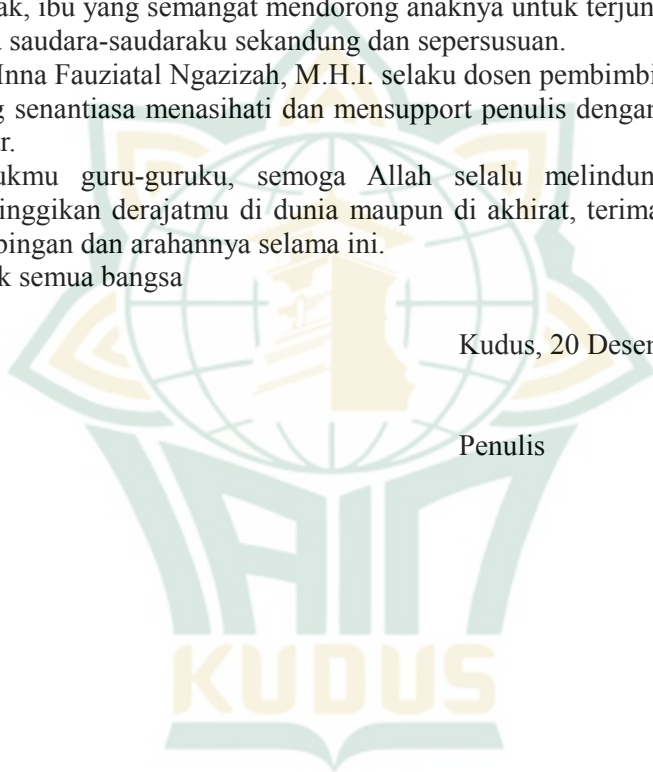 ak, ibu yang semangat mendorong anaknya untuk terjun
saudara-saudaraku sekandung dan sepersusuan.
Inna Fauziatal Ngazizah, M.H.I. selaku dosen pembimbi
senantiasa menasihati dan mensupport penulis dengan
r.
ukmu guru-guruku, semoga Allah selalu melindun
inggikan derajatmu di dunia maupun di akhirat, terima
bingan dan arahannya selama ini.
k semua bangsa
Kudus, 20 Desem
Penulis
IAIN
KUDUS